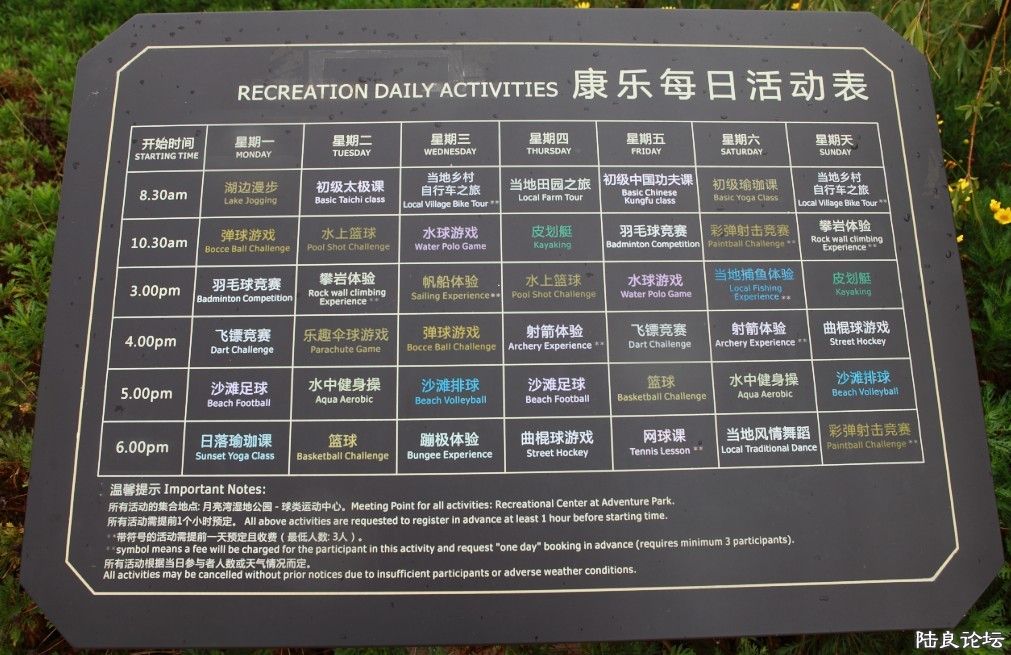 RECREATION DAILY ACTIVITIES 康乐每日活动表
开始时间 星期一 星期二 星期三 星期四 星期五 星期六 星期天
STARTING TIME MONDAY TUESDAY WEDNESDAY THURSDAY FRIDAY SATURDAY SUNDAY
8.30am
湖边漫步
Lake Jogging
初级太极课
Basic Taichi class
当地乡村
自行车之旅
Local Village Bike Tour **
当地田园之旅
Local Farm Tour
初级中国功夫课
Basic Chinese
Kungfu class
初级瑜珈课
Basic Yoga Class
当地乡村
自行车之旅
Local Village Bike Tour **
10.30am
弹球游戏
Bocce Ball Challenge
水上篮球
Pool Shot Challenge
水球游戏
Water Polo Game
皮划艇
Kayaking
羽毛球竞赛
Badminton Competition
彩弹射击竞赛
Paintball Challenge **
攀岩体验
Rock wall climbing
Experience **
3.00pm
羽毛球竞赛
Badminton Competition
攀岩体验
Rock wall climbing
Experience **
帆船体验
Sailing Experience **
水上篮球
Pool Shot Challenge
水球游戏
Water Polo Game
当地捕鱼体验
Local Fishing
Experience **
皮划艇
Kayaking
4.00pm
飞镖竞赛
Dart Challenge
乐趣伞球游戏
Parachute Game
弹球游戏
Bocce Ball Challenge
射箭体验
Archery Experience **
飞镖竞赛
Dart Challenge
射箭体验
Archery Experience **
曲棍球游戏
Street Hockey
5.00pm
沙滩足球
Beach Football
水中健身操
Aqua Aerobic
沙滩排球
Beach Volleyball
沙滩足球
Beach Football
篮球
Basketball Challenge
水中健身操
Aqua Aerobic
沙滩排球
Beach Volleyball
6.00pm
日落瑜珈课
Sunset Yoga Class
篮球
Basketball Challenge
蹦极体验
Bungee Experience
曲棍球游戏
Street Hockey
网球课
Tennis Lesson **
当地风情舞蹈
Local Traditional Dance
彩弹射击竞赛
Paintball Challenge **
温馨提示 Important Notes:
所有活动的集合地点: 月亮湾湿地公园 - 球类运动中心。Meeting Point for all activities: Recreational Center at Adventure Park.
所有活动需提前1个小时预定。 All above activities are requested to register in advance at least 1 hour before starting time.
**带符号的活动需提前一天预定且收费 ( 最低人数: 3人 ) 。
**symbol means a fee will be charged for the participant in this activity and request "one day" booking in advance (requires minimum 3 participants).
所有活动根据当日参与者人数或天气情况而定。
All activities may be cancelled without prior notices due to insufficient participants or adverse weather conditions.
陆良论坛